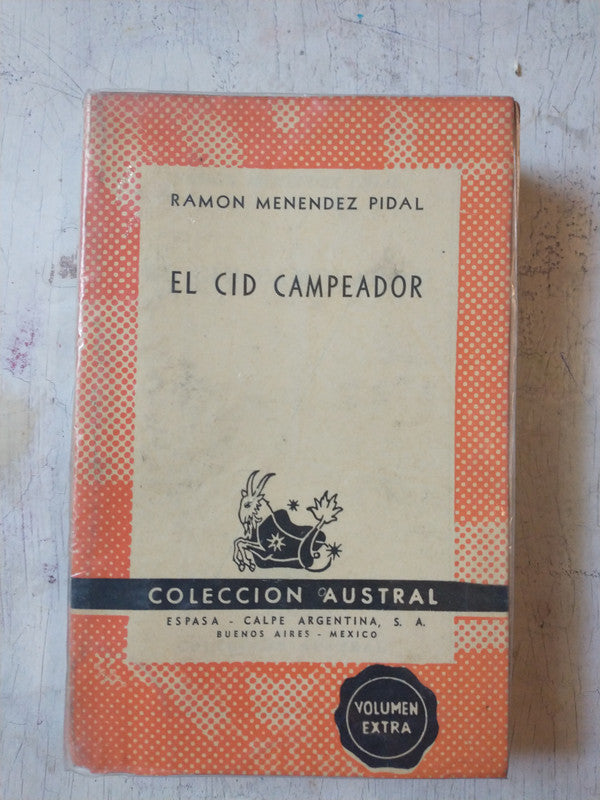 RAMON MENENDEZ PIDAL
EL CID CAMPEADOR
COLECCION AUSTRAL
ESPASA - CALPE ARGENTINA, S. A.
BUENOS AIRES - MEXICO
VOLUMEN
EXTRA